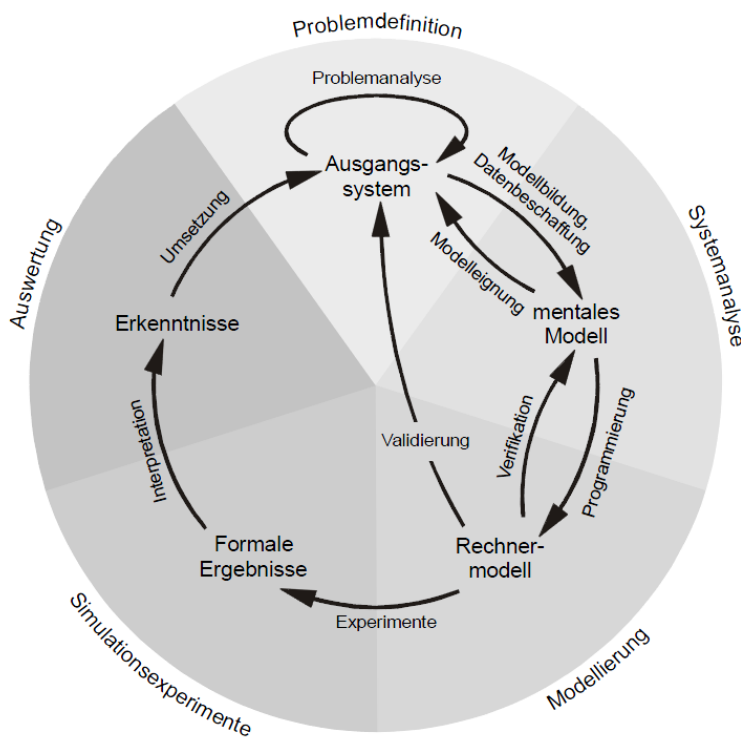 Problemdefinition
Problemanalyse
Ausgangs-
system
Modellbildung,
Datenbeschaffung
Modelleignung
Systemanalyse
mentales
Modell
Umsetzung
Auswertung
Erkenntnisse
Verifikation
Programmierung
Validierung
Interpretation
Formale
Ergebnisse
Rechner-
modell
Experimente
Simulationsexperimente
Modellierung